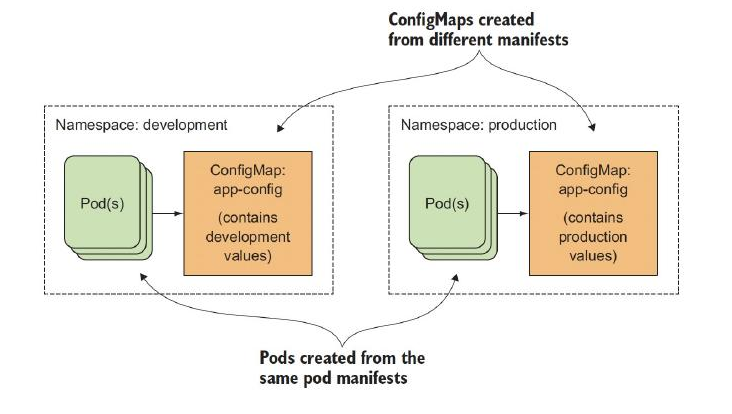 ConfigMaps created
from different manifests
Namespace: development
Pod(s)
ConfigMap:
app-config
(contains
development
values)
Namespace: production
Pod(s)
ConfigMap:
app-config
(contains
production
values)
Pods created from the
same pod manifests